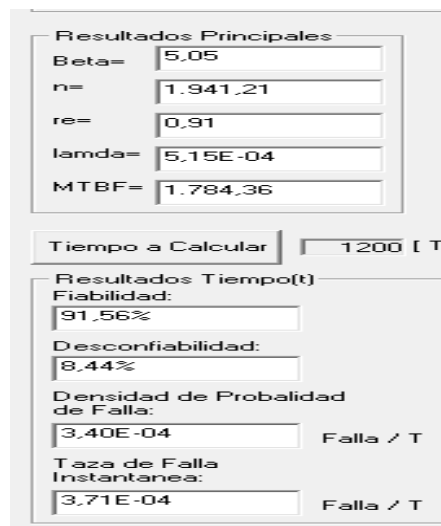 Resultados Principales
Beta= 5,05
n= 1.941,21
re= 0,91
lamda= 5,15E-04
MTBF= 1.784,36
Tiempo a Calcular 1200 [ T
Resultados Tiempo(t)
Fiabilidad:
91,56%
Desconfiabilidad:
8,44%
Densidad de Probalidad
de Falla:
3,40E-04 Falla / T
Taza de Falla
Instantanea:
3,71E-04 Falla / T